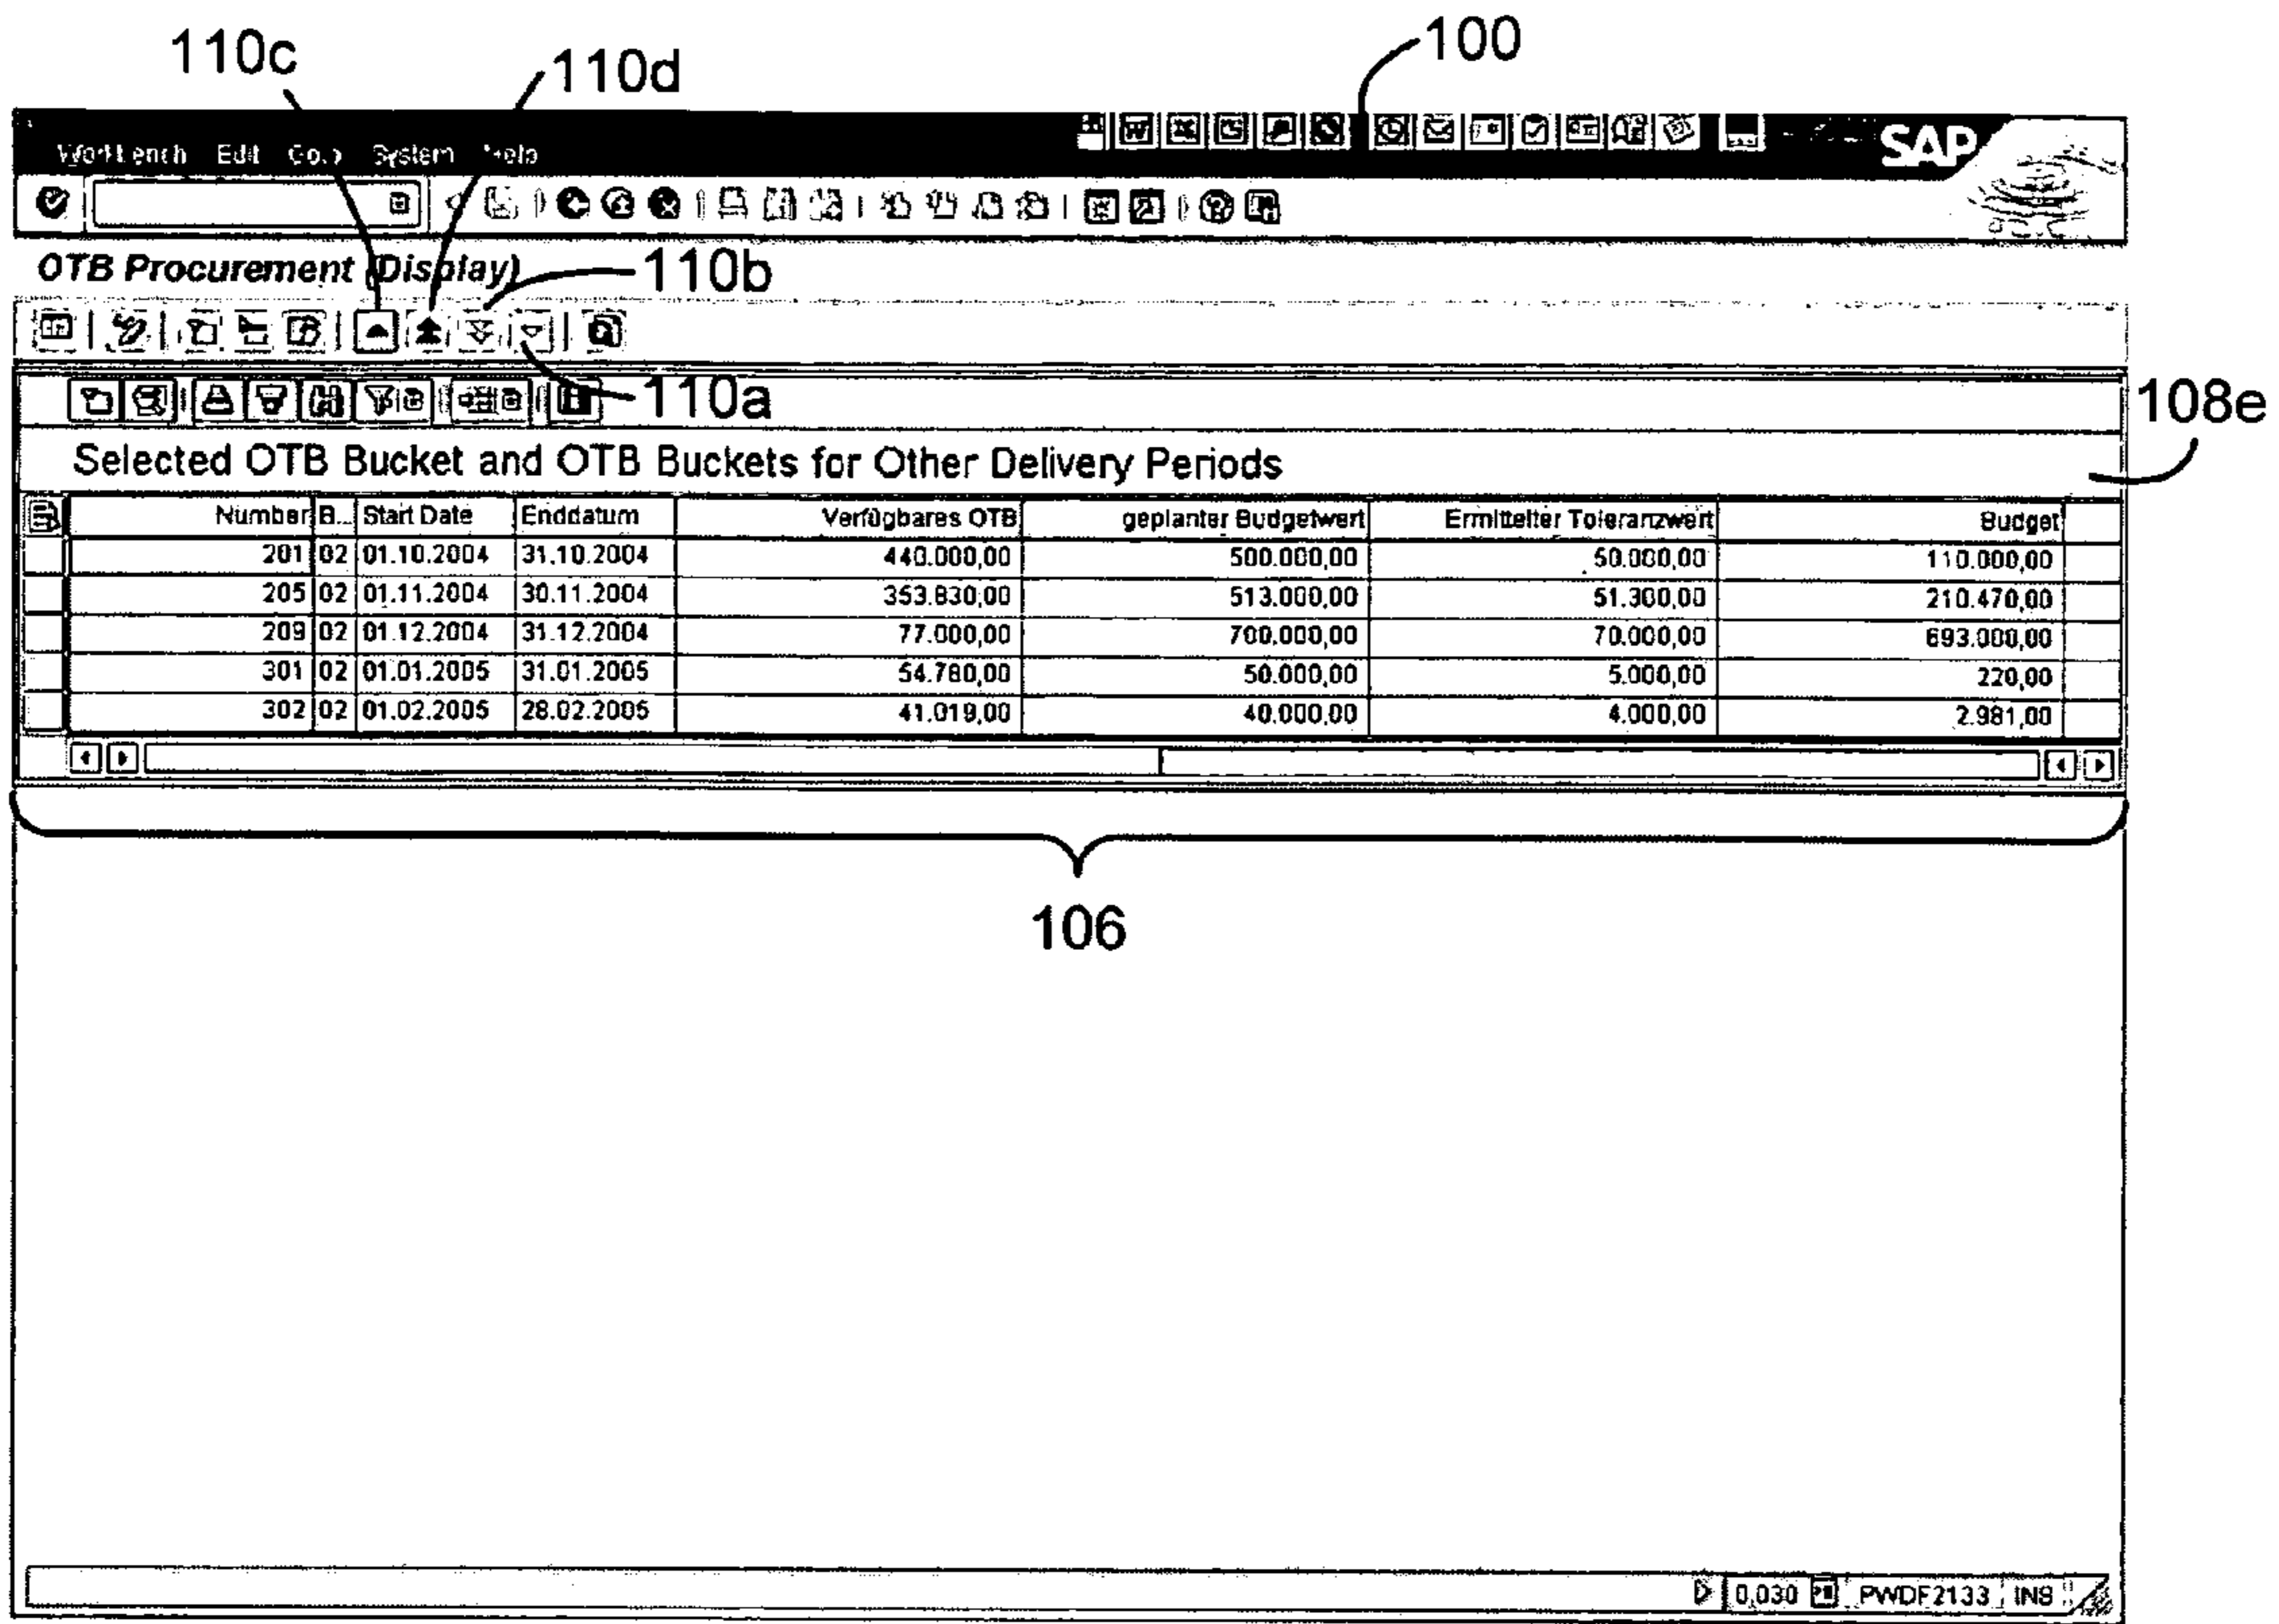 110c
110d
100
SAP
Edit System
OTB Procurement (Display)
110b
110a
108e
Selected OTB Bucket and OTB Buckets for Other Delivery Periods
Number B... Start Date Enddatum Verfügbares OTB geplanter Budgetwert Ermittelter Toleranzwert Budget
201 02 01.10.2004 31.10.2004 440.000,00 500.000,00 50.000,00 110.000,00
205 02 01.11.2004 30.11.2004 353.830,00 513.000,00 51.300,00 210.470,00
209 02 01.12.2004 31.12.2004 77.000,00 700.000,00 70.000,00 693.000,00
301 02 01.01.2005 31.01.2005 54.780,00 50.000,00 5.000,00 220,00
302 02 01.02.2005 28.02.2005 41.019,00 40.000,00 4.000,00 2.981,00
106
0,030 PWDF2133 INS